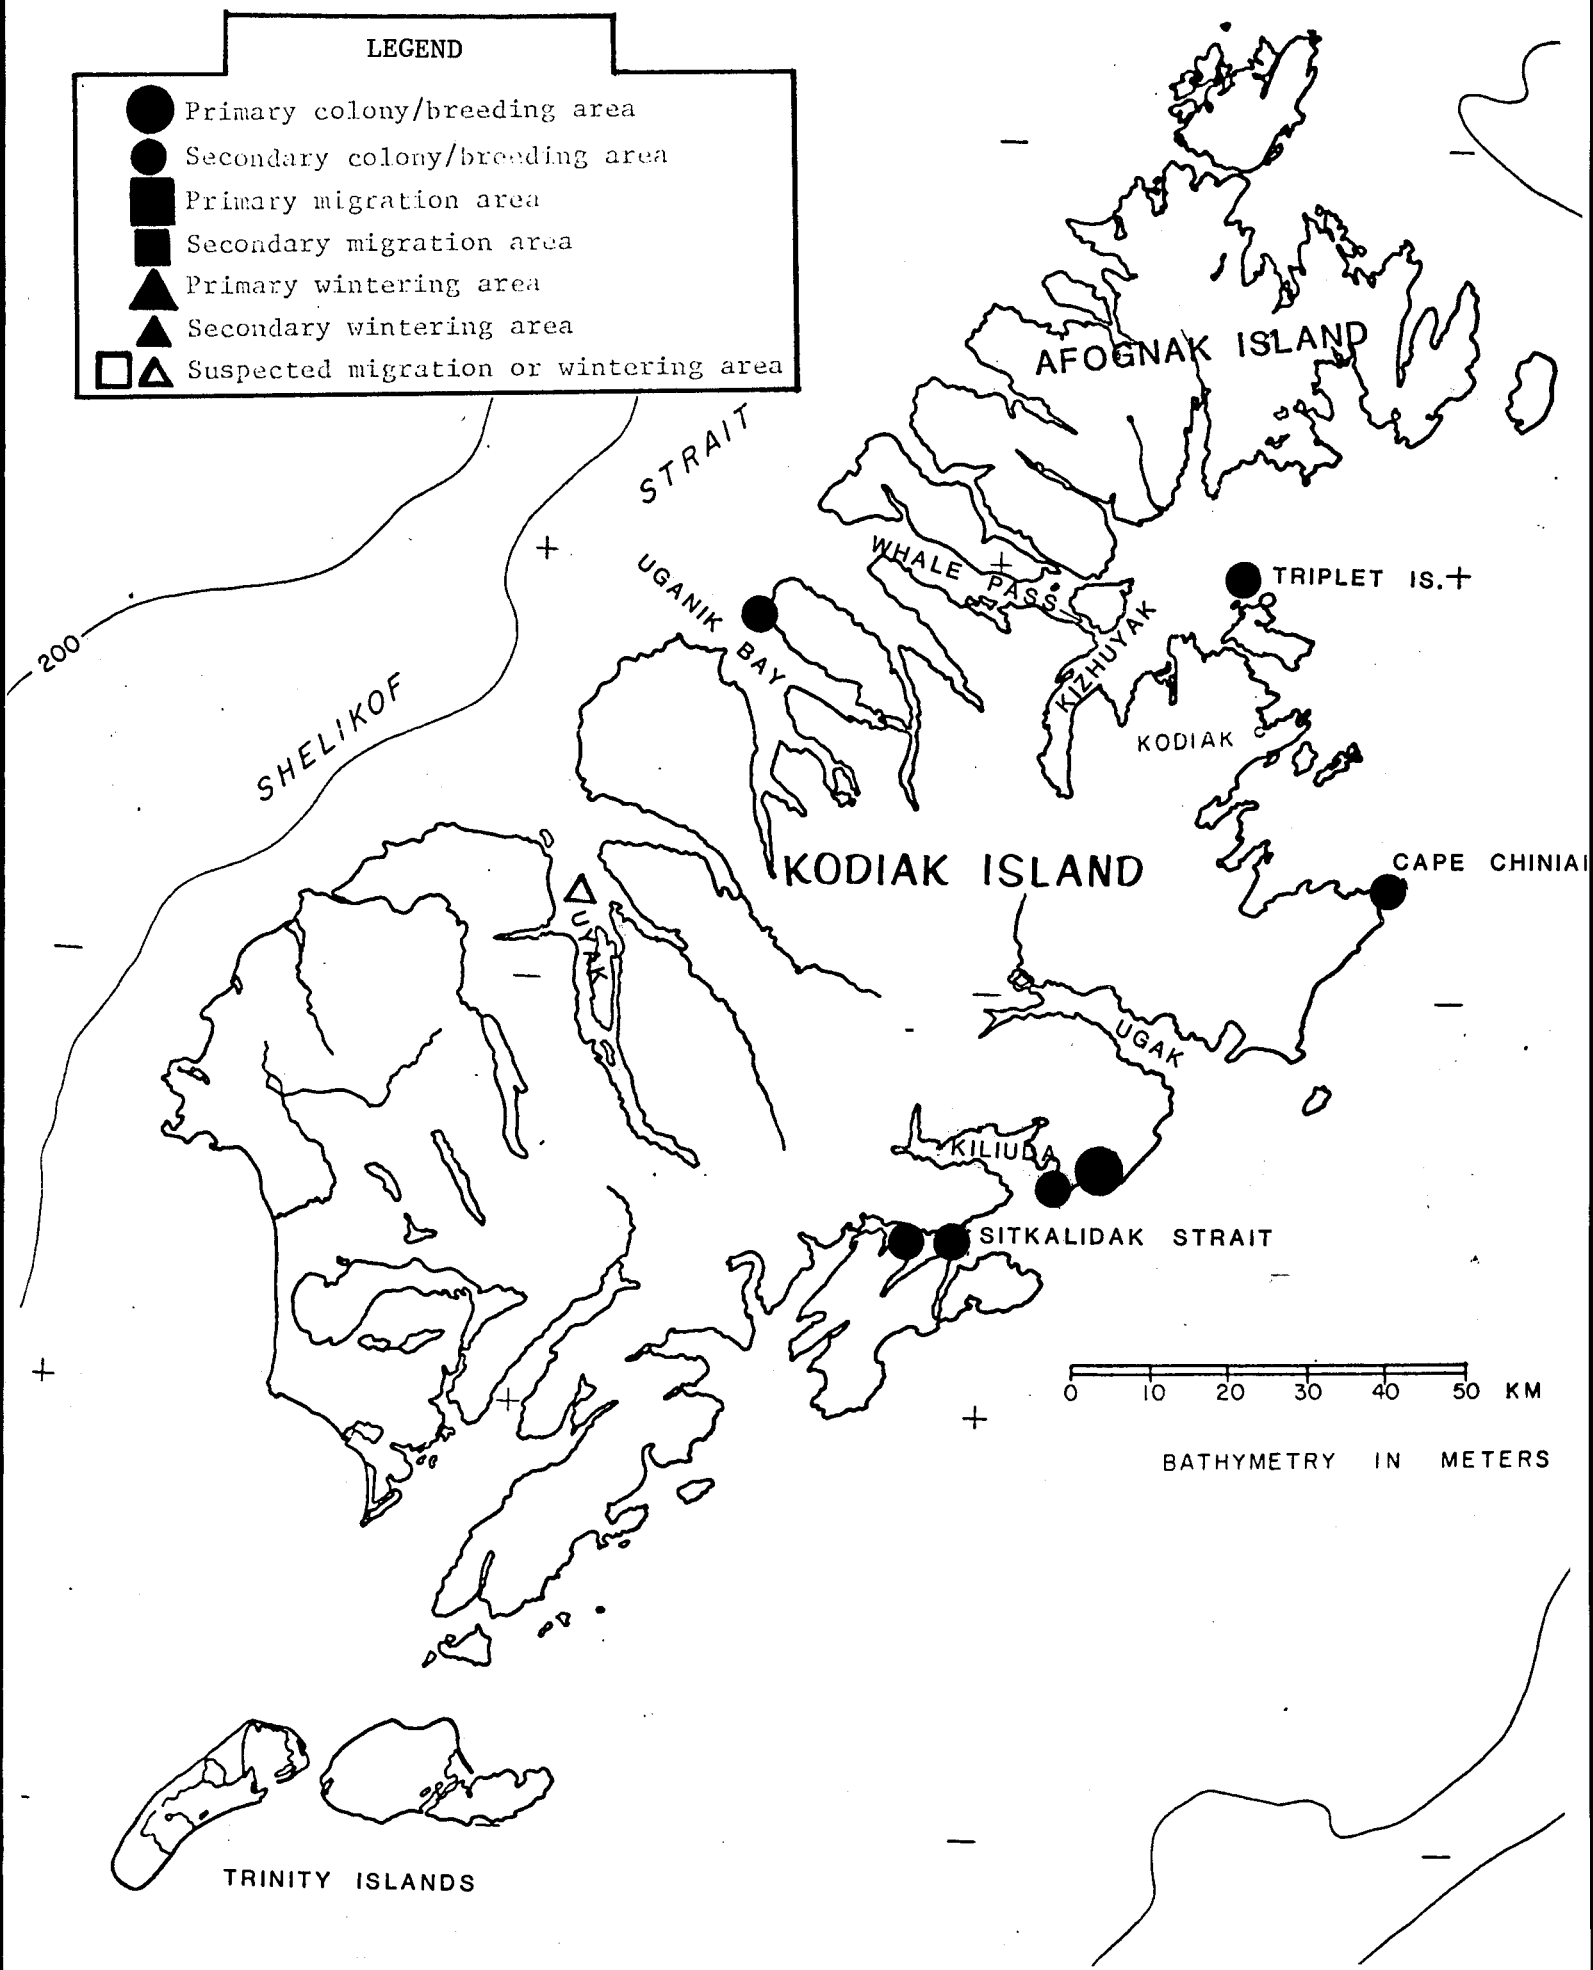 LEGEND
Primary colony/breeding area
Secondary colony/breeding area
Primary migration area
Secondary migration area
Primary wintering area
Secondary wintering area
Suspected migration or wintering area
AFOGNAK ISLAND
SHELIKOF STRAIT
200
UGANIK BAY
WHALE PASS
TRIPLET IS.
KIZHUYAK
KODIAK
KODIAK ISLAND
CAPE CHINIAI
UYAK
UGAK
KILIUDA
SITKALIDAK STRAIT
0 10 20 30 40 50 KM
BATHYMETRY IN METERS
TRINITY ISLANDS